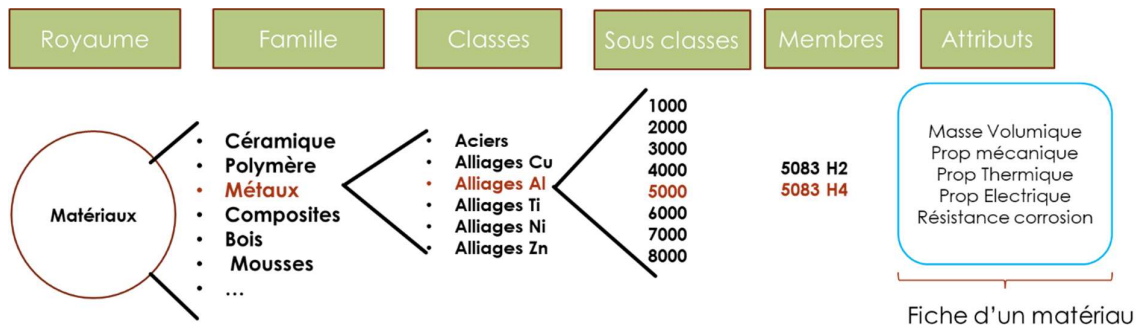 Royaume
Famille
Classes
Sous classes
Membres
Attributs
Matériaux
• Céramique
• Polymère
• Métaux
• Composites
• Bois
• Mousses
• ...
• Aciers
• Alliages Cu
• Alliages Al
• Alliages Ti
• Alliages Ni
• Alliages Zn
1000
2000
3000
4000
5000
6000
7000
8000
5083 H2
5083 H4
Masse Volumique
Prop mécanique
Prop Thermique
Prop Electrique
Résistance corrosion
Fiche d'un matériau